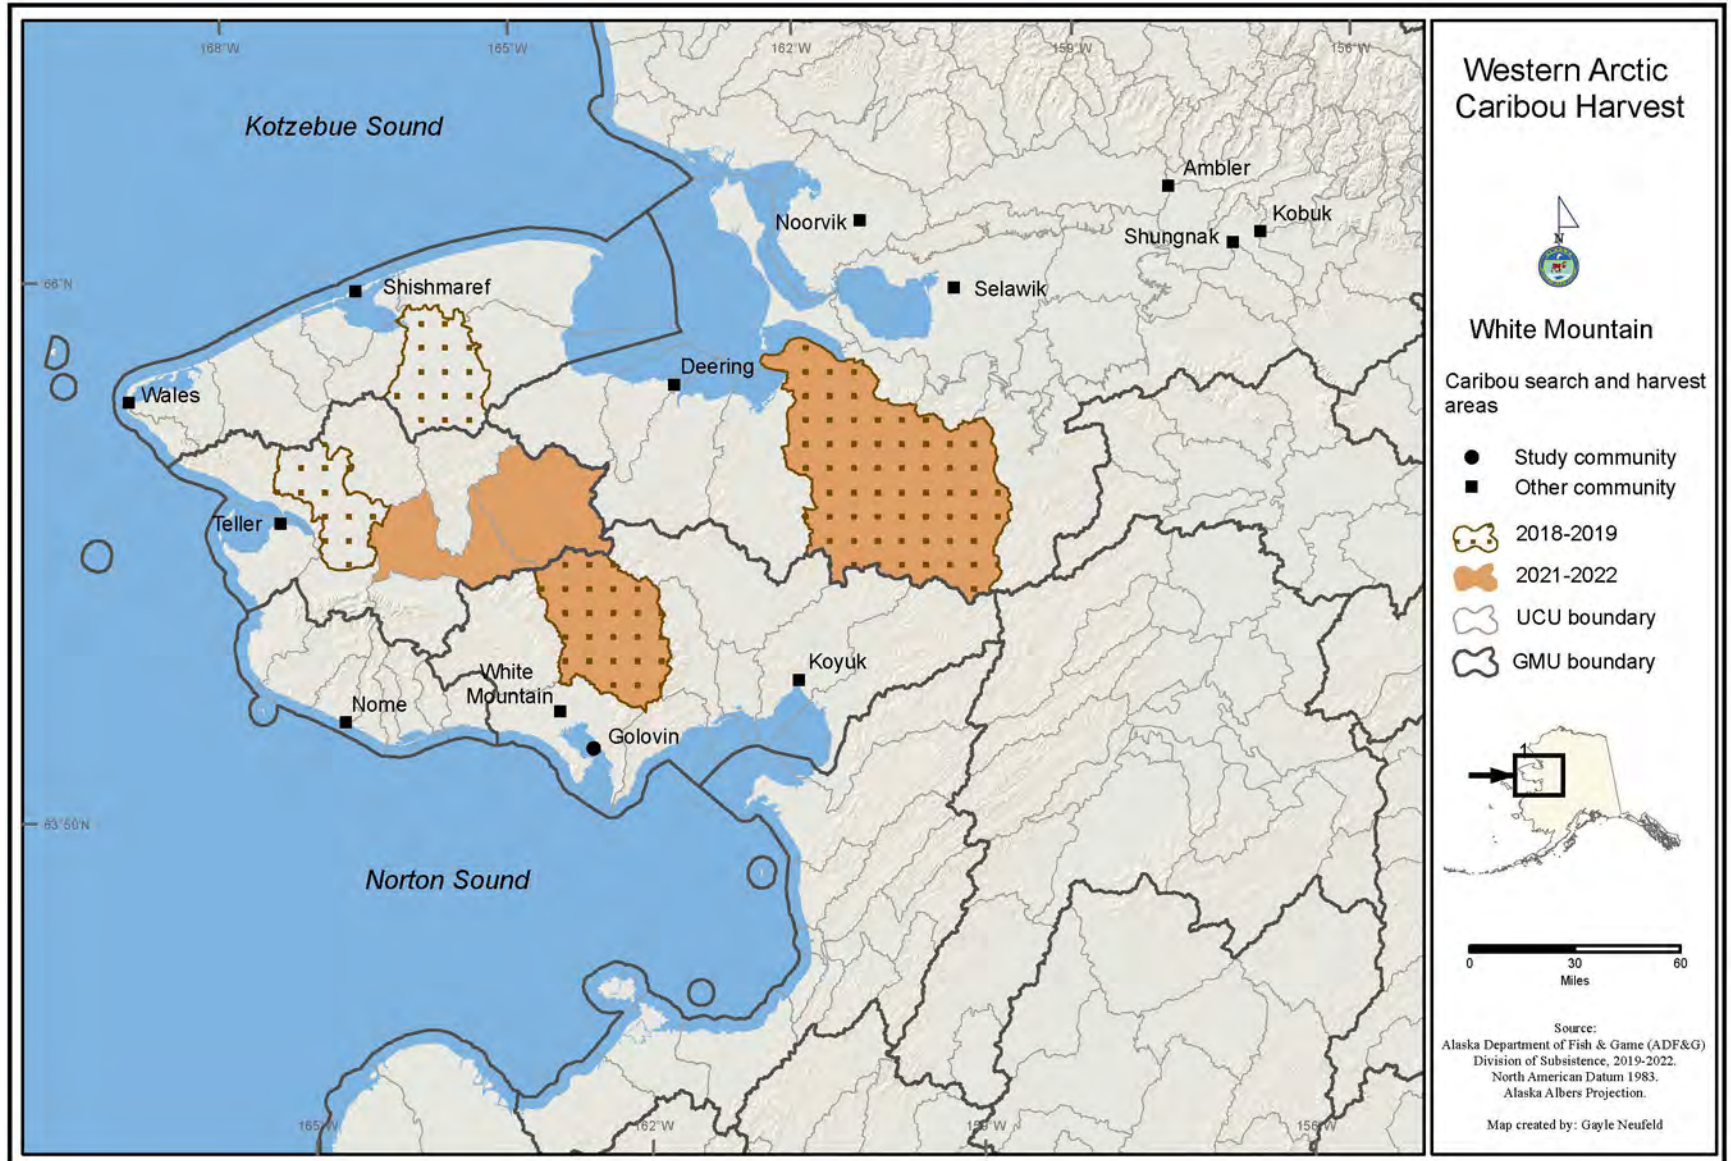 168°W
165°W
162°W
159°W
156°W
Kotzebue Sound
Ambler
Kobuk
Noorvik
Shungnak
66°N
Shishmaref
Selawik
Deering
Wales
Teller
Koyuk
White
Mountain
Nome
Golovin
63°50'N
Norton Sound
165°W
162°W
159°W
156°W
Western Arctic
Caribou Harvest
N
White Mountain
Caribou search and harvest
areas
Study community
Other community
2018-2019
2021-2022
UCU boundary
GMU boundary
1
0 30 60
Miles
Source:
Alaska Department of Fish & Game (ADF&G)
Division of Subsistence, 2019-2022.
North American Datum 1983.
Alaska Albers Projection.
Map created by: Gayle Neufeld